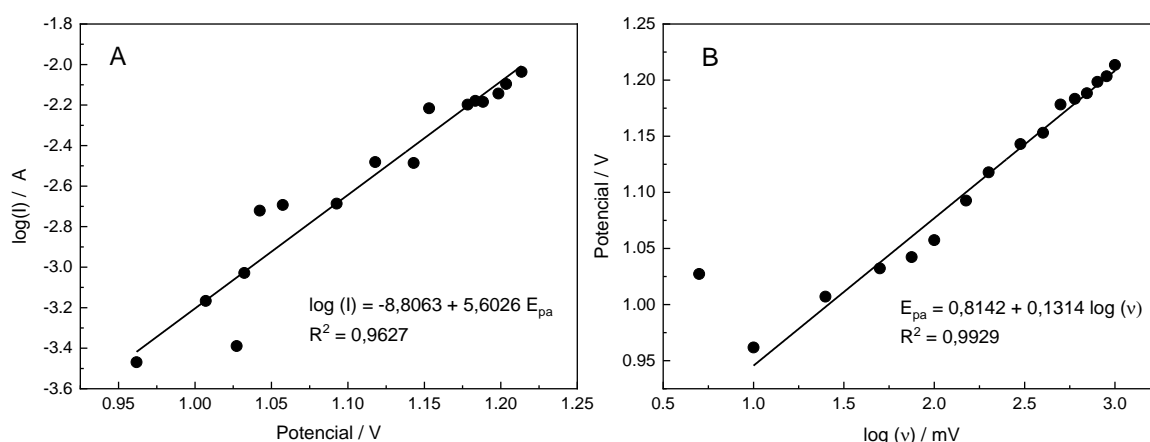 A
-1.8
-2.0
-2.2
-2.4
-2.6
-2.8
-3.0
-3.2
-3.4
-3.6
log(I) / A
log (I) = -8,8063 + 5,6026 E_pa
R² = 0,9627
0.95 1.00 1.05 1.10 1.15 1.20 1.25
Potencial / V
B
1.25
1.20
1.15
1.10
1.05
1.00
0.95
Potencial / V
E_pa = 0,8142 + 0,1314 log (ν)
R² = 0,9929
0.5 1.0 1.5 2.0 2.5 3.0
log (ν) / mV